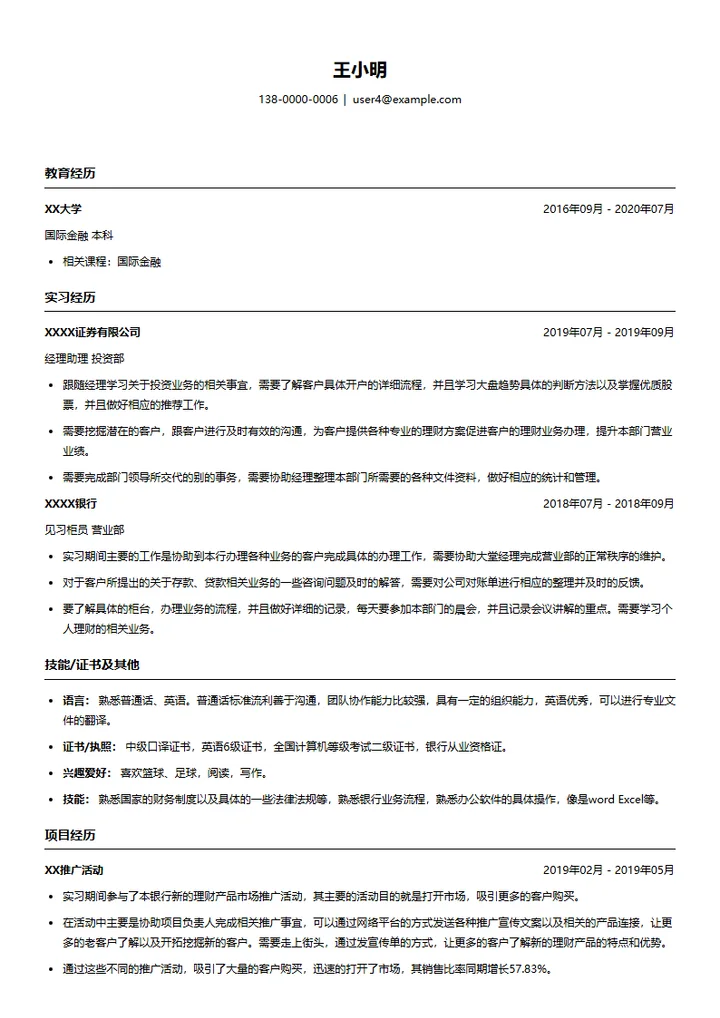 王小明
138-0000-0006 | user4@example.com
教育经历
XX大学 2016年09月 - 2020年07月
国际金融 本科
• 相关课程：国际金融
实习经历
XXXX证券有限公司 2019年07月 - 2019年09月
经理助理 投资部
• 跟随经理学习关于投资业务的相关事宜，需要了解客户具体开户的详细流程，并且学习大盘趋势具体的判断方法以及掌握优质股
票，并且做好相应的推荐工作。
• 需要挖掘潜在的客户，跟客户进行及时有效的沟通，为客户提供各种专业的理财方案促进客户的理财业务办理，提升本部门营业
业绩。
• 需要完成部门领导所交代的别的事务，需要协助经理整理本部门所需要的各种文件资料，做好相应的统计和管理。
XXXX银行 2018年07月 - 2018年09月
见习柜员 营业部
• 实习期间主要的工作是协助到本行办理各种业务的客户完成具体的办理工作，需要协助大堂经理完成营业部的正常秩序的维护。
• 对于客户所提出的关于存款、贷款相关业务的一些咨询问题及时的解答，需要对公司对账单进行相应的整理并及时的反馈。
• 要了解具体的柜台，办理业务的流程，并且做好详细的记录，每天要参加本部门的晨会，并且记录会议讲解的重点。需要学习个
人理财的相关业务。
技能/证书及其他
• 语言： 熟悉普通话、英语。普通话标准流利善于沟通，团队协作能力比较强，具有一定的组织能力，英语优秀，可以进行专业文
件的翻译。
• 证书/执照： 中级口译证书，英语6级证书，全国计算机等级考试二级证书，银行从业资格证。
• 兴趣爱好： 喜欢篮球、足球，阅读，写作。
• 技能： 熟悉国家的财务制度以及具体的一些法律法规等，熟悉银行业务流程，熟悉办公软件的具体操作，像是word Excel等。
项目经历
XX推广活动 2019年02月 - 2019年05月
• 实习期间参与了本银行新的理财产品市场推广活动，其主要的活动目的就是打开市场，吸引更多的客户购买。
• 在活动中主要是协助项目负责人完成相关推广事宜，可以通过网络平台的方式发送各种推广宣传文案以及相关的产品连接，让更
多的老客户了解以及开拓挖掘新的客户。需要走上街头，通过发宣传单的方式，让更多的客户了解新的理财产品的特点和优势。
• 通过这些不同的推广活动，吸引了大量的客户购买，迅速的打开了市场，其销售比率同期增长57.83%。